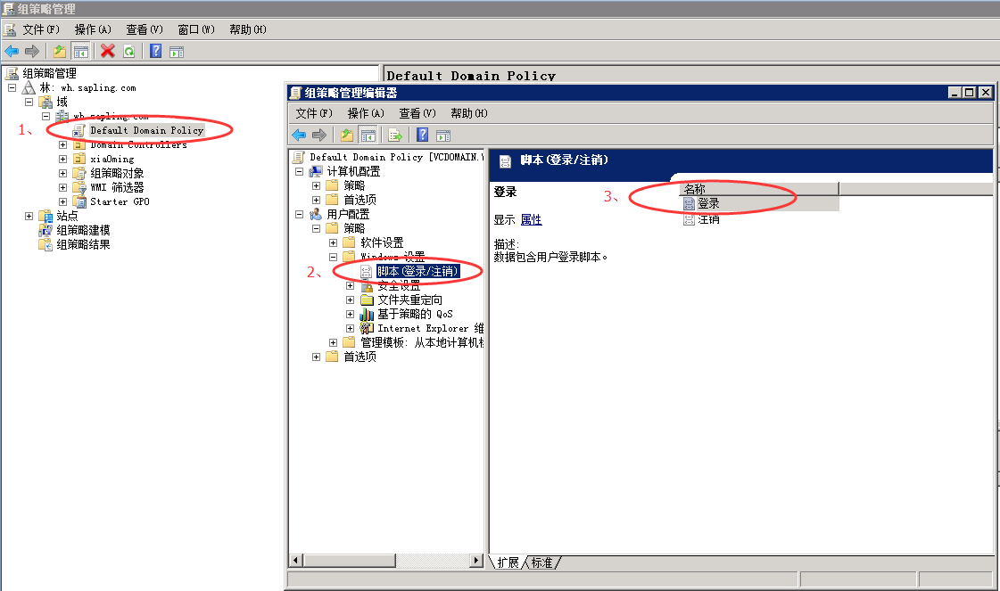 组策略管理
文件(F) 操作(A) 查看(V) 窗口(W) 帮助(H)
组策略管理
林: wh.sapling.com
域
wh.sapling.com
1、
Default Domain Policy
Domain Controllers
xiaOming
组策略对象
WMI 筛选器
Starter GPO
站点
组策略建模
组策略结果
Default Domain Policy
组策略管理编辑器
文件(F) 操作(A) 查看(V) 帮助(H)
Default Domain Policy [VCDOMAIN.
计算机配置
策略
首选项
用户配置
策略
软件设置
Windows 设置
2、
脚本(登录/注销)
安全设置
文件夹重定向
基于策略的 QoS
Internet Explorer 维
管理模板: 从本地计算机
首选项
脚本(登录/注销)
登录
显示 属性
描述:
数据包含用户登录脚本。
3、
名称
登录
注销
扩展 标准